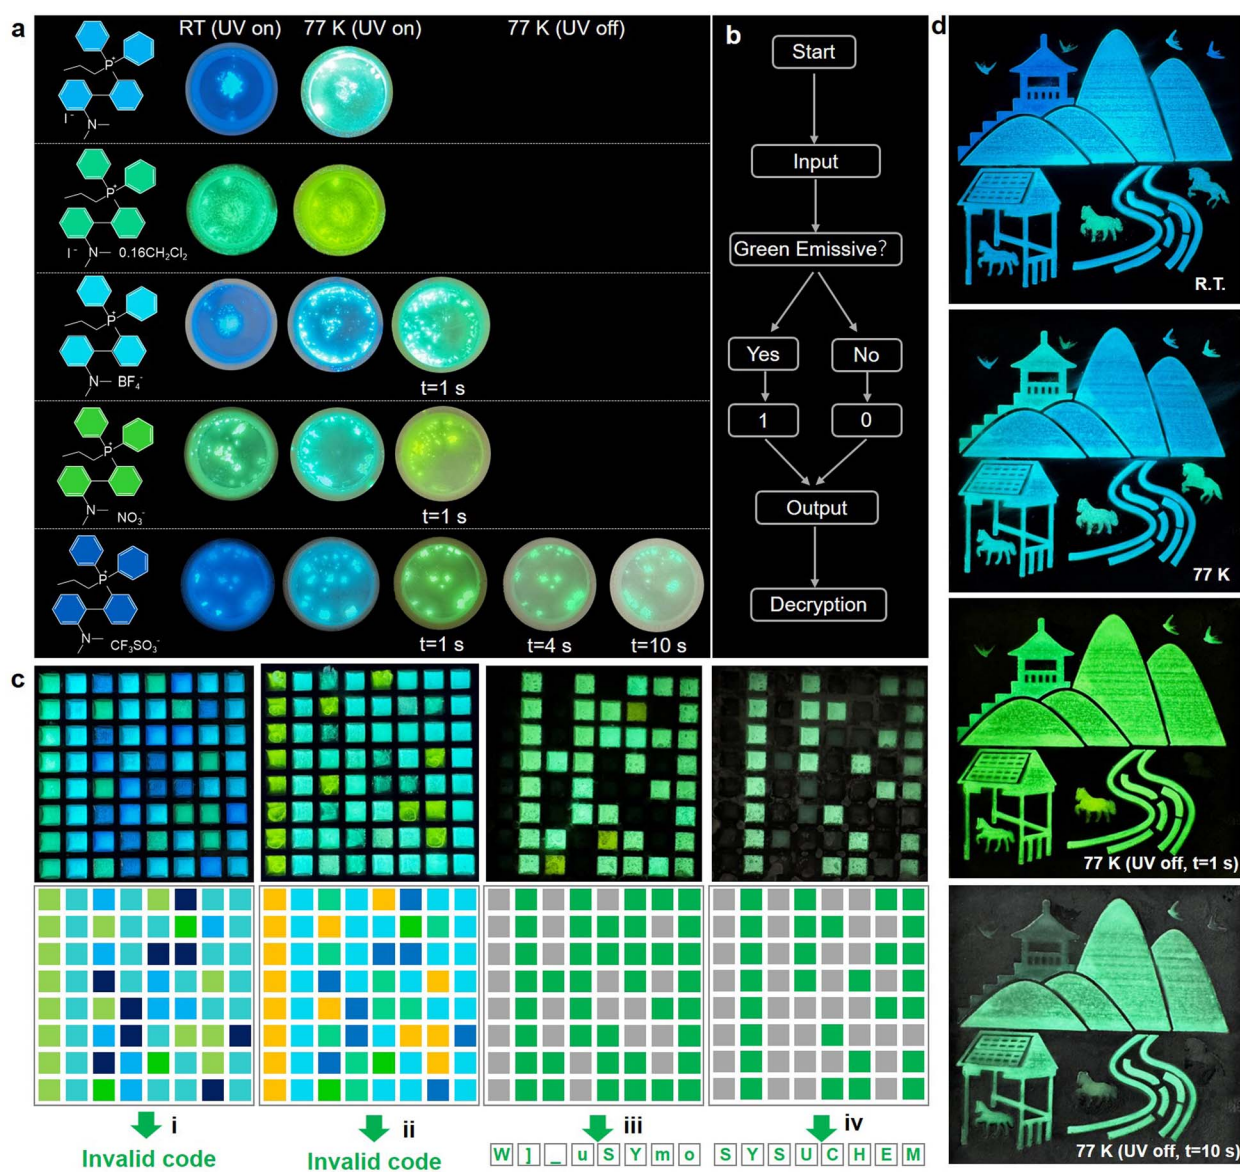 a
RT (UV on)
77 K (UV on)
77 K (UV off)
P+
I-
N
P+
I-
N
0.16CH2Cl2
P+
N
BF4-
t=1 s
P+
N
NO3-
t=1 s
P+
N
CF3SO3-
t=1 s
t=4 s
t=10 s
b
Start
Input
Green Emissive?
Yes
No
1
0
Output
Decryption
c
i
Invalid code
ii
Invalid code
iii
W ] _ u S Y m o
iv
S Y S U C H E M
d
R.T.
77 K
77 K (UV off, t=1 s)
77 K (UV off, t=10 s)